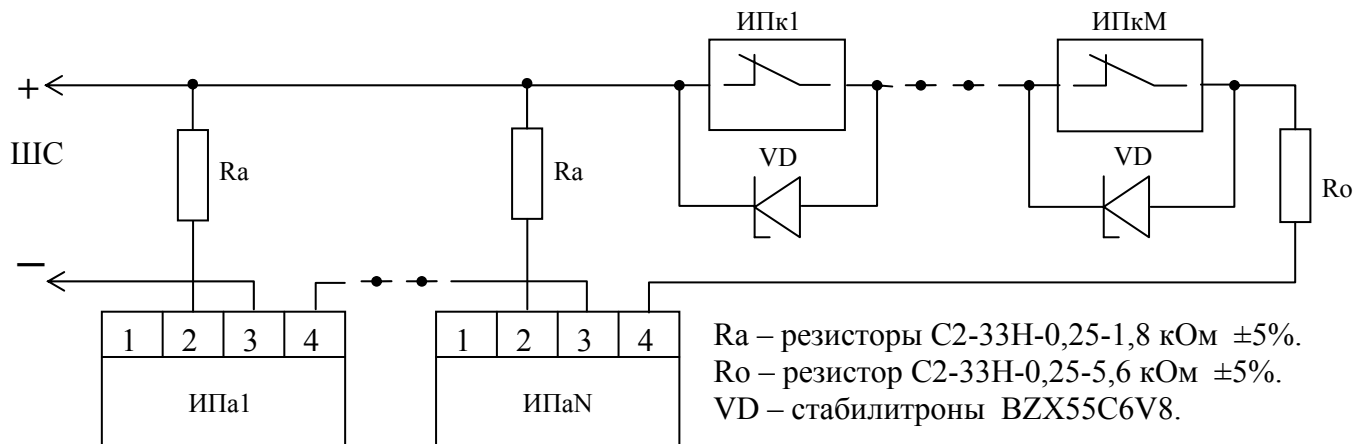 ИПк1
ИПкМ
+
ШС
Ra
Ra
VD
VD
Ro
–
1 2 3 4
1 2 3 4
ИПа1
ИПаN
Ra – резисторы С2-33Н-0,25-1,8 кОм ±5%.
Ro – резистор С2-33Н-0,25-5,6 кОм ±5%.
VD – стабилитроны BZX55C6V8.